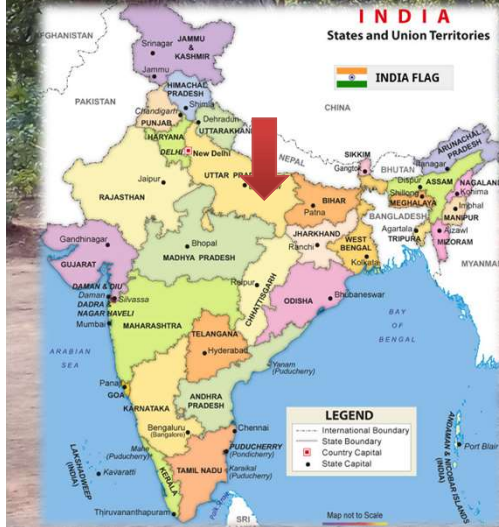 INDIA
States and Union Territories
INDIA FLAG
AFGHANISTAN
JAMMU &
KASHMIR
Srinagar
Jammu
HIMACHAL
PRADESH
Shimla
PAKISTAN
CHINA
Chandigarh
PUNJAB
Dehradun
UTTARAKHAND
HARYANA
DELHI
New Delhi
NEPAL
SIKKIM
Gangtok
BHUTAN
ARUNACHAL
PRADESH
Itanagar
RAJASTHAN
Jaipur
UTTAR PRA
BIHAR
Patna
ASSAM
Dispur
NAGALAND
Kohima
Shillong
MEGHALAYA
Imphal
MANIPUR
BANGLADESH
Agartala
TRIPURA
Aizawl
MIZORAM
MYANMA
Gandhinagar
GUJARAT
Bhopal
MADHYA PRADESH
JHARKHAND
Ranchi
WEST
BENGAL
Kolkata
DAMAN & DIU
Daman
DADRA &
NAGAR HAVELI
Silvassa
Mumbai
Raipur
CHHATTISGARH
ODISHA
Bhubaneswar
MAHARASHTRA
TELANGANA
Hyderabad
BAY
OF
BENGAL
ARABIAN
SEA
Yanam
(Puducherry)
Panaji
GOA
KARNATAKA
ANDHRA
PRADESH
Bengaluru
(Bangalore)
Chennai
Mahe
(Puducherry)
PUDUCHERRY
(Pondicherry)
Karaikal
(Puducherry)
TAMIL NADU
KERALA
LAKSHADWEEP
(INDIA)
Kavaratti
Thiruvananthapuram
SRI
LEGEND
International Boundary
State Boundary
Country Capital
State Capital
ANDAMAN & NICOBAR ISLANDS
(INDIA)
Port Blair
Map not to Scale